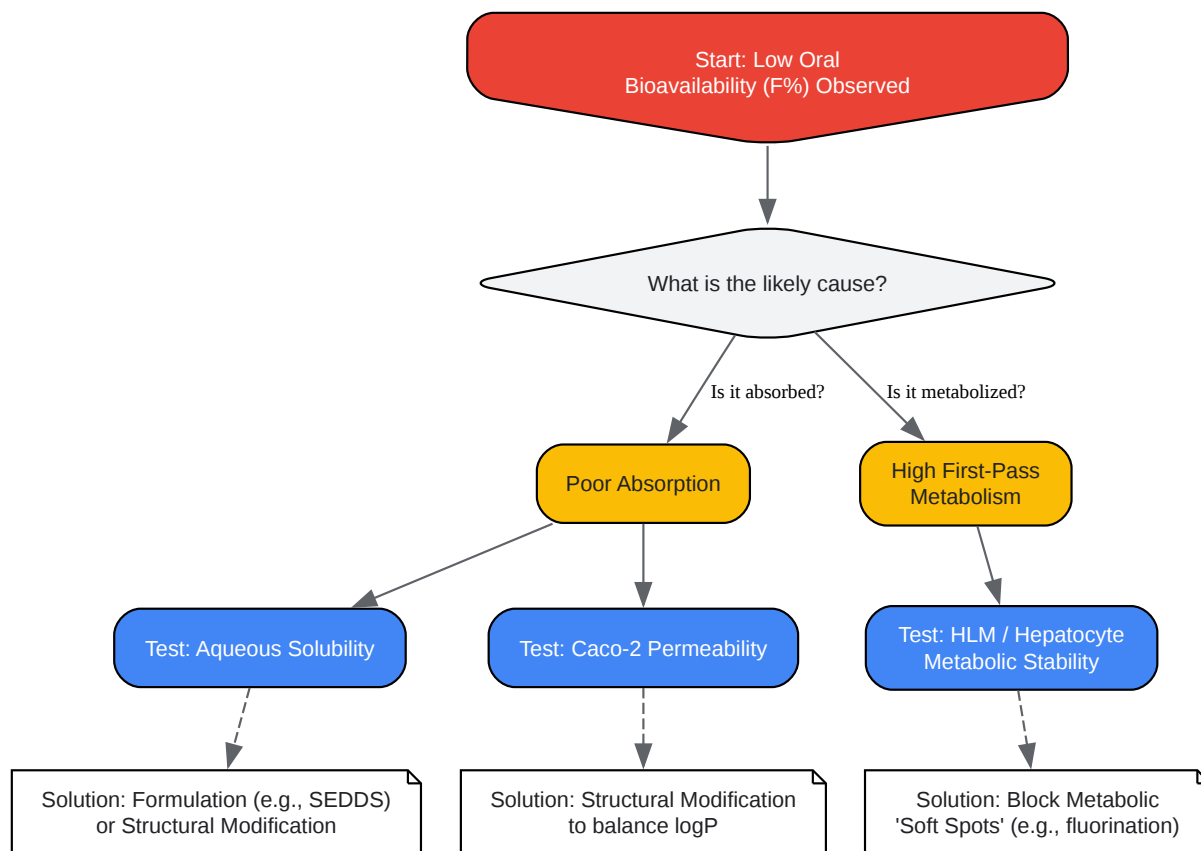 Start: Low Oral
Bioavailability (F%) Observed
What is the likely cause?
Is it absorbed?
Is it metabolized?
Poor Absorption
High First-Pass
Metabolism
Test: Aqueous Solubility
Test: Caco-2 Permeability
Test: HLM / Hepatocyte
Metabolic Stability
Solution: Formulation (e.g., SEDDS)
or Structural Modification
Solution: Structural Modification
to balance logP
Solution: Block Metabolic
'Soft Spots' (e.g., fluorination)